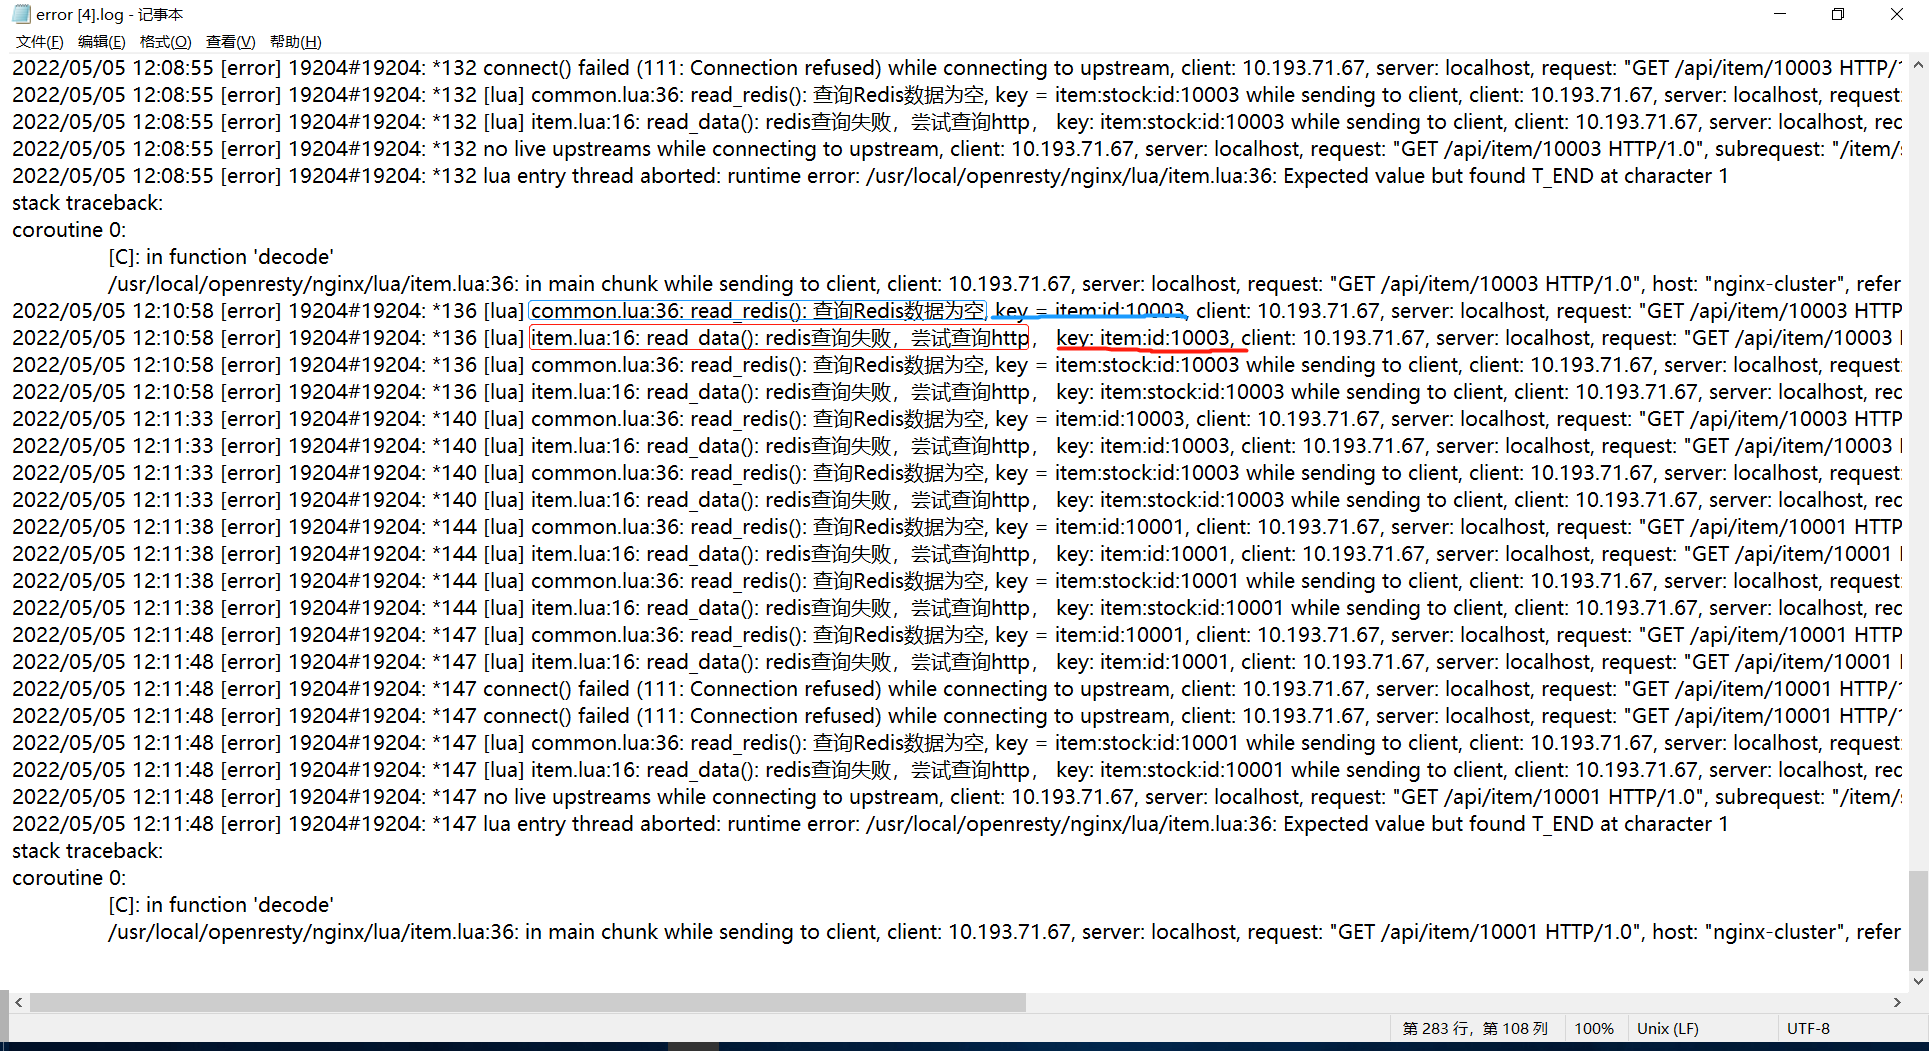 error [4].log - 记事本
文件(F) 编辑(E) 格式(O) 查看(V) 帮助(H)
2022/05/05 12:08:55 [error] 19204#19204: *132 connect() failed (111: Connection refused) while connecting to upstream, client: 10.193.71.67, server: localhost, request: "GET /api/item/10003 HTTP/1
2022/05/05 12:08:55 [error] 19204#19204: *132 [lua] common.lua:36: read_redis(): 查询Redis数据为空, key = item:stock:id:10003 while sending to client, client: 10.193.71.67, server: localhost, request:
2022/05/05 12:08:55 [error] 19204#19204: *132 [lua] item.lua:16: read_data(): redis查询失败，尝试查询http， key: item:stock:id:10003 while sending to client, client: 10.193.71.67, server: localhost, req
2022/05/05 12:08:55 [error] 19204#19204: *132 no live upstreams while connecting to upstream, client: 10.193.71.67, server: localhost, request: "GET /api/item/10003 HTTP/1.0", subrequest: "/item/s
2022/05/05 12:08:55 [error] 19204#19204: *132 lua entry thread aborted: runtime error: /usr/local/openresty/nginx/lua/item.lua:36: Expected value but found T_END at character 1
stack traceback:
coroutine 0:
[C]: in function 'decode'
/usr/local/openresty/nginx/lua/item.lua:36: in main chunk while sending to client, client: 10.193.71.67, server: localhost, request: "GET /api/item/10003 HTTP/1.0", host: "nginx-cluster", refer
2022/05/05 12:10:58 [error] 19204#19204: *136 [lua] common.lua:36: read_redis(): 查询Redis数据为空, key = item:id:10003, client: 10.193.71.67, server: localhost, request: "GET /api/item/10003 HTTP
2022/05/05 12:10:58 [error] 19204#19204: *136 [lua] item.lua:16: read_data(): redis查询失败，尝试查询http， key: item:id:10003, client: 10.193.71.67, server: localhost, request: "GET /api/item/10003 H
2022/05/05 12:10:58 [error] 19204#19204: *136 [lua] common.lua:36: read_redis(): 查询Redis数据为空, key = item:stock:id:10003 while sending to client, client: 10.193.71.67, server: localhost, request:
2022/05/05 12:10:58 [error] 19204#19204: *136 [lua] item.lua:16: read_data(): redis查询失败，尝试查询http， key: item:stock:id:10003 while sending to client, client: 10.193.71.67, server: localhost, req
2022/05/05 12:11:33 [error] 19204#19204: *140 [lua] common.lua:36: read_redis(): 查询Redis数据为空, key = item:id:10003, client: 10.193.71.67, server: localhost, request: "GET /api/item/10003 HTTP
2022/05/05 12:11:33 [error] 19204#19204: *140 [lua] item.lua:16: read_data(): redis查询失败，尝试查询http， key: item:id:10003, client: 10.193.71.67, server: localhost, request: "GET /api/item/10003 H
2022/05/05 12:11:33 [error] 19204#19204: *140 [lua] common.lua:36: read_redis(): 查询Redis数据为空, key = item:stock:id:10003 while sending to client, client: 10.193.71.67, server: localhost, request:
2022/05/05 12:11:33 [error] 19204#19204: *140 [lua] item.lua:16: read_data(): redis查询失败，尝试查询http， key: item:stock:id:10003 while sending to client, client: 10.193.71.67, server: localhost, req
2022/05/05 12:11:38 [error] 19204#19204: *144 [lua] common.lua:36: read_redis(): 查询Redis数据为空, key = item:id:10001, client: 10.193.71.67, server: localhost, request: "GET /api/item/10001 HTTP
2022/05/05 12:11:38 [error] 19204#19204: *144 [lua] item.lua:16: read_data(): redis查询失败，尝试查询http， key: item:id:10001, client: 10.193.71.67, server: localhost, request: "GET /api/item/10001 H
2022/05/05 12:11:38 [error] 19204#19204: *144 [lua] common.lua:36: read_redis(): 查询Redis数据为空, key = item:stock:id:10001 while sending to client, client: 10.193.71.67, server: localhost, request:
2022/05/05 12:11:38 [error] 19204#19204: *144 [lua] item.lua:16: read_data(): redis查询失败，尝试查询http， key: item:stock:id:10001 while sending to client, client: 10.193.71.67, server: localhost, req
2022/05/05 12:11:48 [error] 19204#19204: *147 [lua] common.lua:36: read_redis(): 查询Redis数据为空, key = item:id:10001, client: 10.193.71.67, server: localhost, request: "GET /api/item/10001 HTTP
2022/05/05 12:11:48 [error] 19204#19204: *147 [lua] item.lua:16: read_data(): redis查询失败，尝试查询http， key: item:id:10001, client: 10.193.71.67, server: localhost, request: "GET /api/item/10001 H
2022/05/05 12:11:48 [error] 19204#19204: *147 connect() failed (111: Connection refused) while connecting to upstream, client: 10.193.71.67, server: localhost, request: "GET /api/item/10001 HTTP/1
2022/05/05 12:11:48 [error] 19204#19204: *147 connect() failed (111: Connection refused) while connecting to upstream, client: 10.193.71.67, server: localhost, request: "GET /api/item/10001 HTTP/1
2022/05/05 12:11:48 [error] 19204#19204: *147 [lua] common.lua:36: read_redis(): 查询Redis数据为空, key = item:stock:id:10001 while sending to client, client: 10.193.71.67, server: localhost, request:
2022/05/05 12:11:48 [error] 19204#19204: *147 [lua] item.lua:16: read_data(): redis查询失败，尝试查询http， key: item:stock:id:10001 while sending to client, client: 10.193.71.67, server: localhost, req
2022/05/05 12:11:48 [error] 19204#19204: *147 no live upstreams while connecting to upstream, client: 10.193.71.67, server: localhost, request: "GET /api/item/10001 HTTP/1.0", subrequest: "/item/s
2022/05/05 12:11:48 [error] 19204#19204: *147 lua entry thread aborted: runtime error: /usr/local/openresty/nginx/lua/item.lua:36: Expected value but found T_END at character 1
stack traceback:
coroutine 0:
[C]: in function 'decode'
/usr/local/openresty/nginx/lua/item.lua:36: in main chunk while sending to client, client: 10.193.71.67, server: localhost, request: "GET /api/item/10001 HTTP/1.0", host: "nginx-cluster", refer
第 283 行，第 108 列 100% Unix (LF) UTF-8